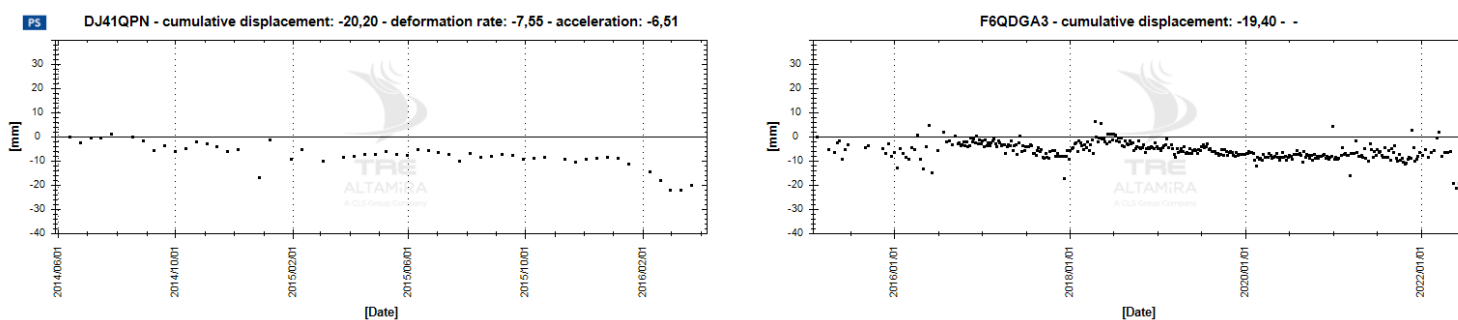 PS
DJ41QPN - cumulative displacement: -20,20 - deformation rate: -7,55 - acceleration: -6,51
[mm]
30
20
10
0
-10
-20
-30
-40
TRE
ALTAMIRA
A CLS Group Company
2014/06/01
2014/10/01
2015/02/01
2015/06/01
2015/10/01
2016/02/01
[Date]
F6QDGA3 - cumulative displacement: -19,40 - -
[mm]
30
20
10
0
-10
-20
-30
-40
TRE
ALTAMIRA
A CLS Group Company
2016/01/01
2018/01/01
2020/01/01
2022/01/01
[Date]